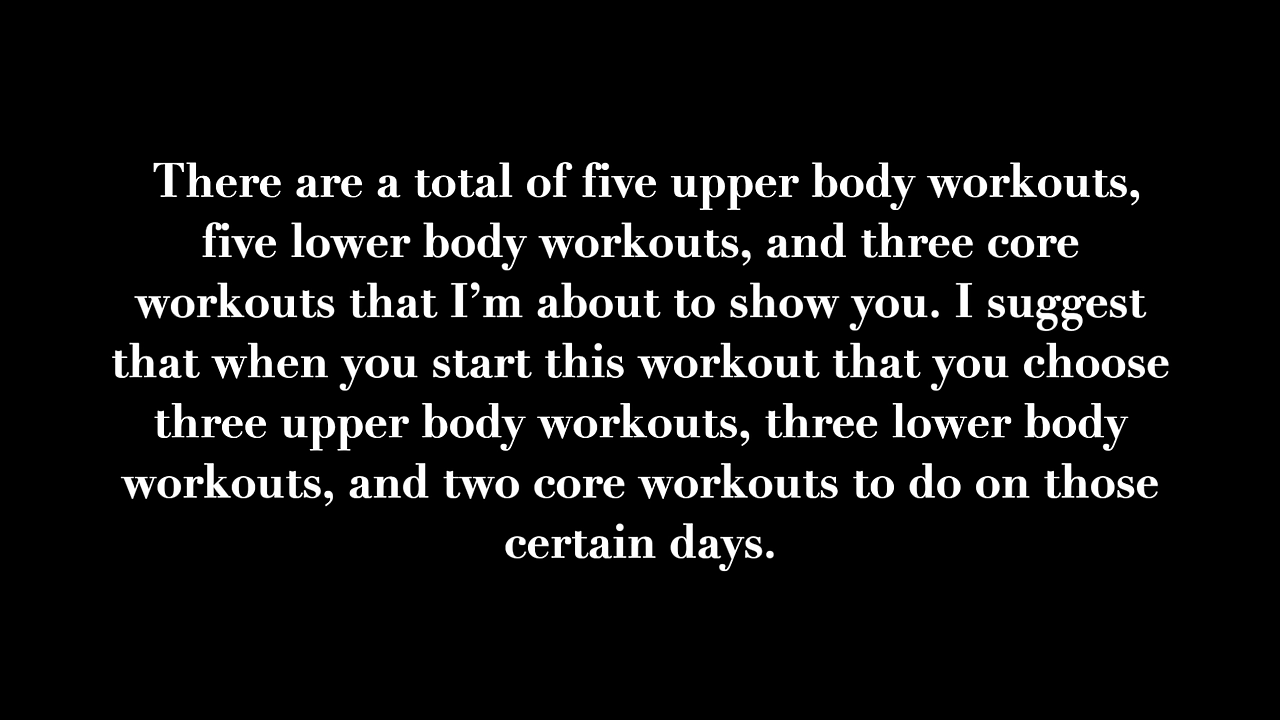 There are a total of five upper body workouts,
five lower body workouts, and three core
workouts that I’m about to show you. I suggest
that when you start this workout that you choose
three upper body workouts, three lower body
workouts, and two core workouts to do on those
certain days.